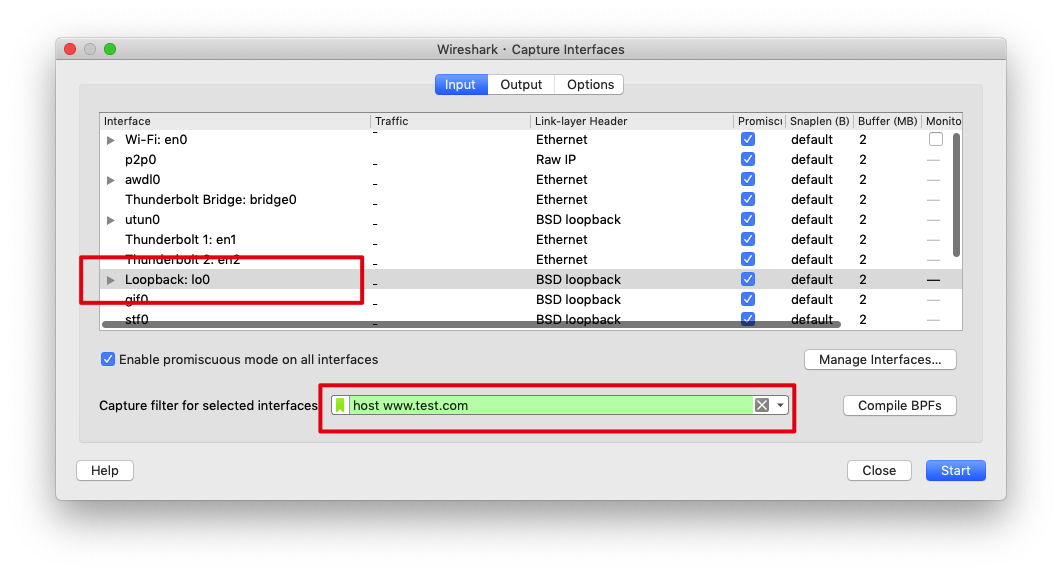 Wireshark · Capture Interfaces
Input Output Options
Interface Traffic Link-layer Header Promisc Snaplen (B) Buffer (MB) Monito
Wi-Fi: en0 Ethernet default 2
p2p0 Raw IP default 2 —
awdl0 Ethernet default 2 —
Thunderbolt Bridge: bridge0 Ethernet default 2 —
utun0 BSD loopback default 2 —
Thunderbolt 1: en1 Ethernet default 2 —
Thunderbolt 2: en2 Ethernet default 2 —
Loopback: lo0 BSD loopback default 2 —
gif0 BSD loopback default 2 —
stf0 BSD loopback default 2 —
Enable promiscuous mode on all interfaces Manage Interfaces...
Capture filter for selected interfaces: host www.test.com Compile BPFs
Help Close Start